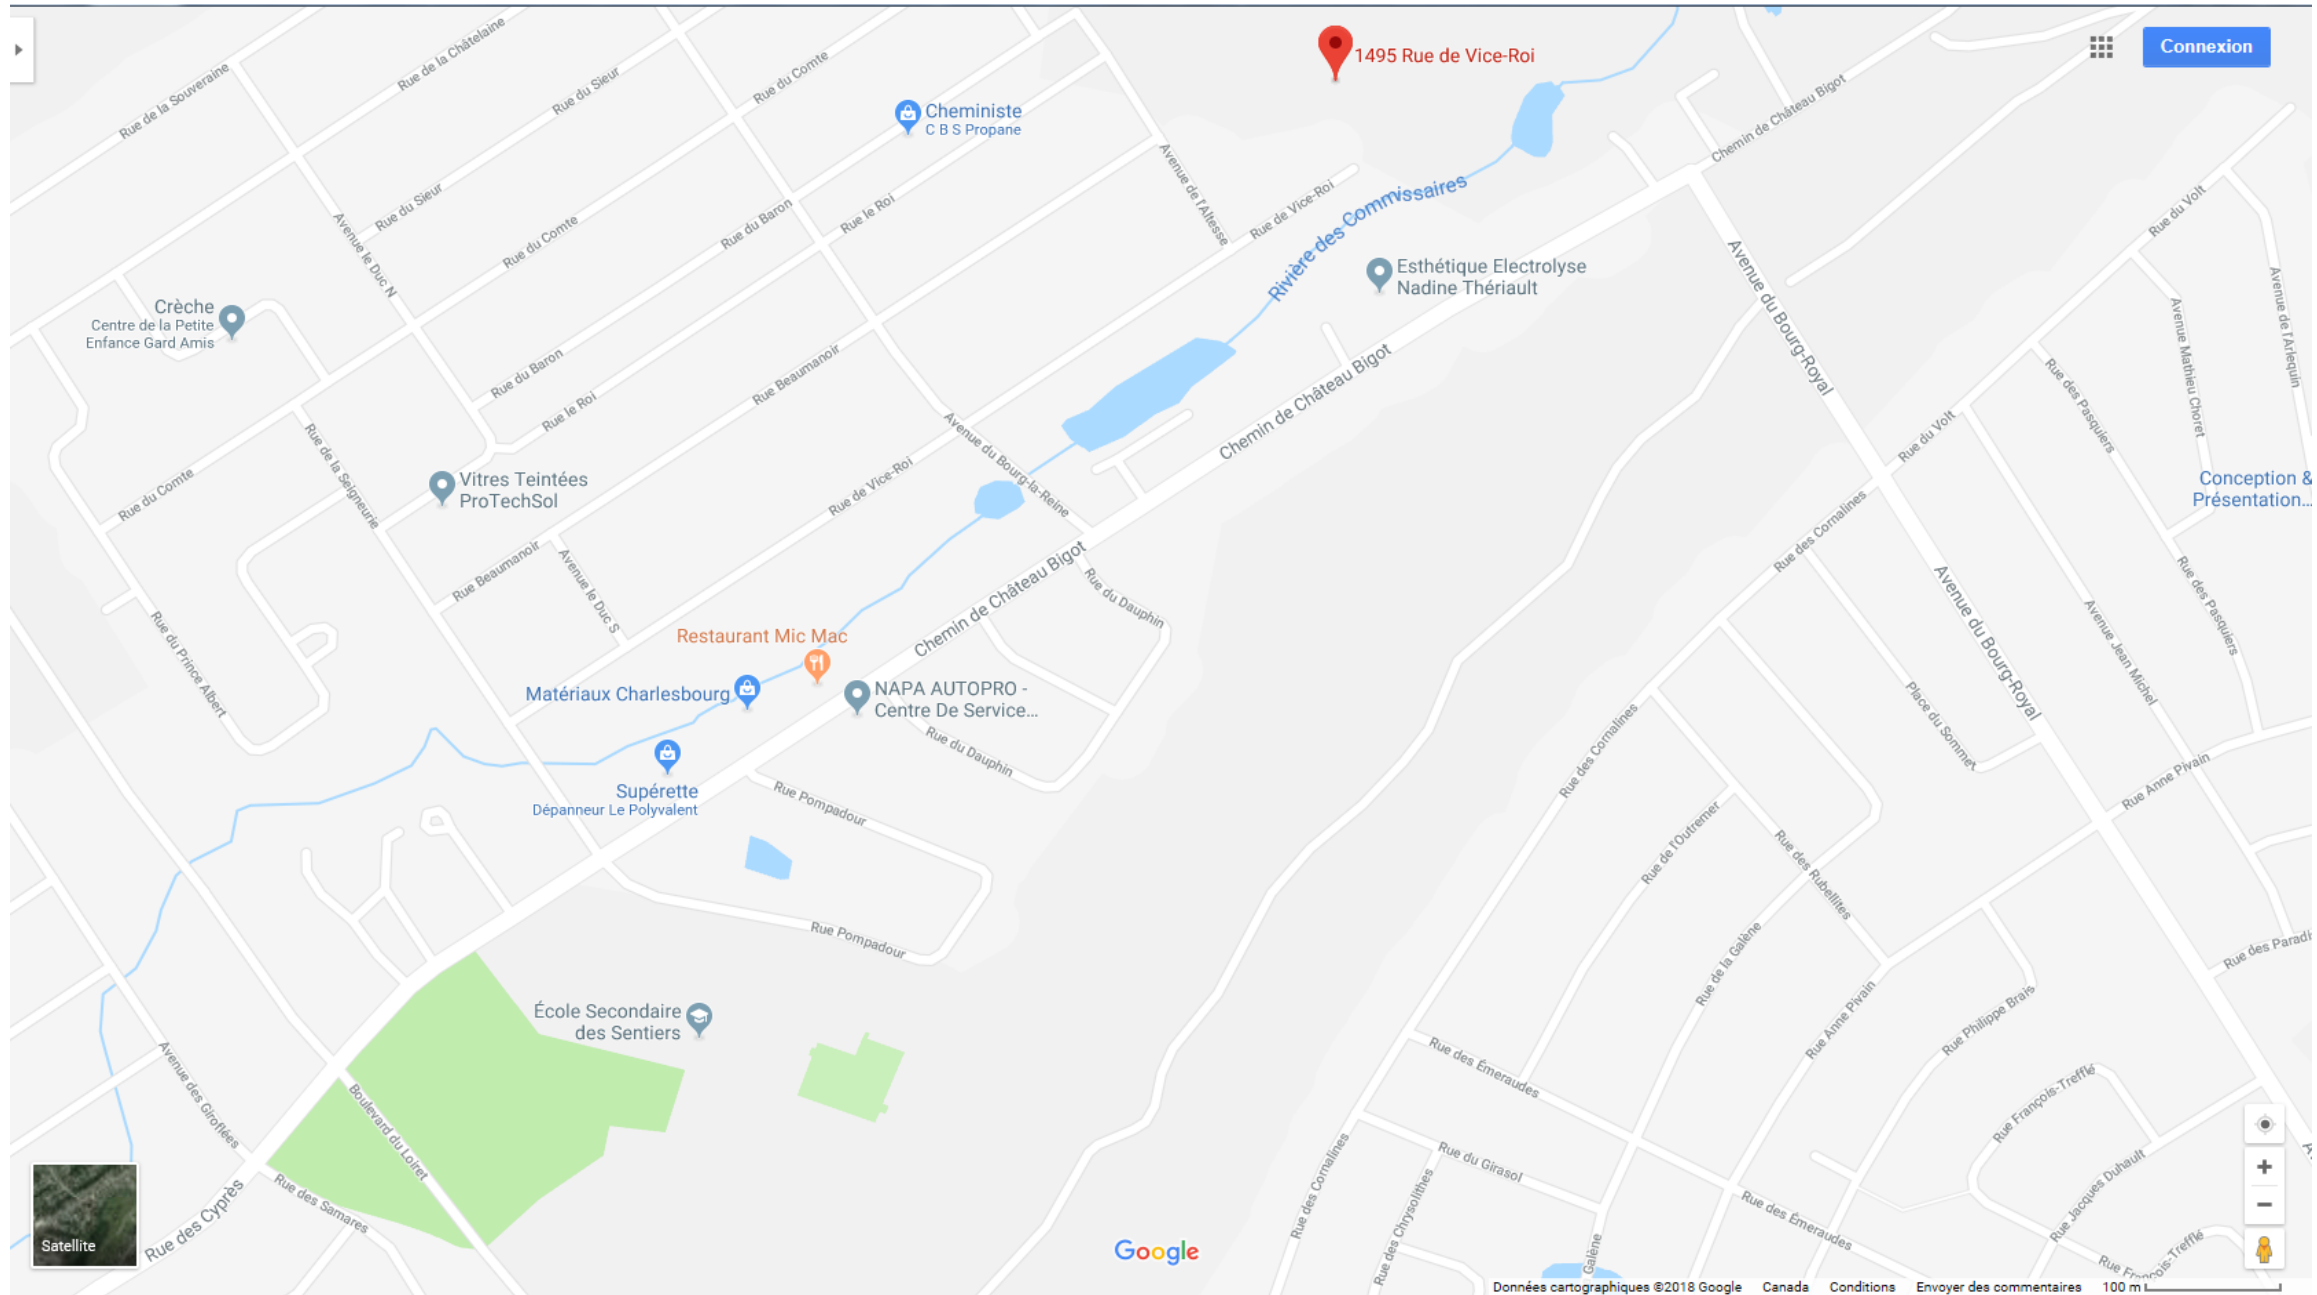 1495 Rue de Vice-Roi
Connexion
Rue de la Châtelaine
Rue de la Souveraine
Rue du Sieur
Rue du Comte
Cheministe
C B S Propane
Chemin de Château Bigot
Avenue de l'Altesse
Rue du Sieur
Rue du Baron
Rue le Roi
Rue de Vice-Roi
Rivière des Commissaires
Rue du Volt
Avenue le Duc N
Rue du Comte
Esthétique Electrolyse
Nadine Thériault
Avenue du Bourg-Royal
Avenue Mathieu Choret
Avenue de l'Arlequin
Crèche
Centre de la Petite
Enfance Gard Amis
Rue du Baron
Rue Beaumanoir
Chemin de Château Bigot
Rue des Pasquiers
Rue le Roi
Rue de la Seigneurie
Avenue du Bourg-la-Reine
Rue du Volt
Vitres Teintées
ProTechSol
Rue du Comte
Rue de Vice-Roi
Conception &
Présentation...
Rue des Cornalines
Rue Beaumanoir
Avenue le Duc S
Chemin de Château Bigot
Rue du Dauphin
Avenue du Bourg-Royal
Rue des Pasquiers
Avenue Jean Michel
Rue du Prince Albert
Restaurant Mic Mac
Matériaux Charlesbourg
NAPA AUTOPRO -
Centre De Service...
Rue du Dauphin
Place du Sommet
Rue des Cornalines
Rue Anne Pivain
Supérette
Dépanneur Le Polyvalent
Rue Pompadour
Rue de l'Outremer
Rue des Rubellites
Rue Pompadour
Rue de la Galène
Rue des Paradi
École Secondaire
des Sentiers
Rue Anne Pivain
Rue Philippe Brais
Avenue des Giroflées
Boulevard du Loiret
Rue des Émeraudes
Rue François-Trefflé
Rue des Cornalines
Rue du Girasol
Rue des Chrysolithes
Rue Jacques Duhault
Rue des Cyprès
Rue des Samares
Rue des Émeraudes
Galène
Rue François-Trefflé
Satellite
Google
Données cartographiques ©2018 Google Canada Conditions Envoyer des commentaires 100 m